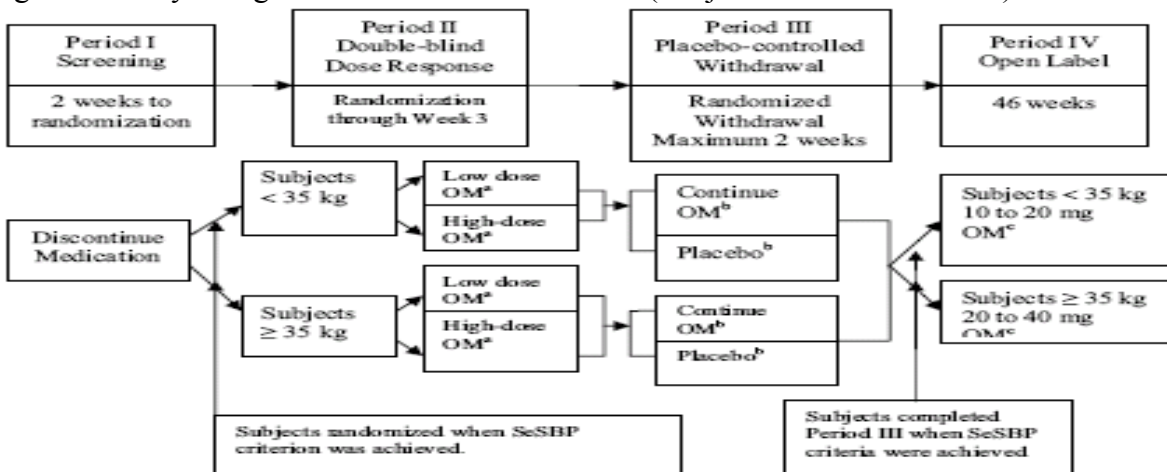 Period I
Screening
2 weeks to
randomization
Period II
Double-blind
Dose Response
Randomization
through Week 3
Period III
Placebo-controlled
Withdrawal
Randomized
Withdrawal
Maximum 2 weeks
Period IV
Open Label
46 weeks
Discontinue
Medication
Subjects
< 35 kg
Low dose
OMᵃ
High-dose
OMᵃ
Continue
OMᵇ
Placeboᵇ
Subjects < 35 kg
10 to 20 mg
OMᶜ
Subjects
≥ 35 kg
Low dose
OMᵃ
High-dose
OMᵃ
Continue
OMᵇ
Placeboᵇ
Subjects ≥ 35 kg
20 to 40 mg
OMᶜ
Subjects randomized when SeSBP
criterion was achieved.
Subjects completed
Period III when SeSBP
criteria were achieved